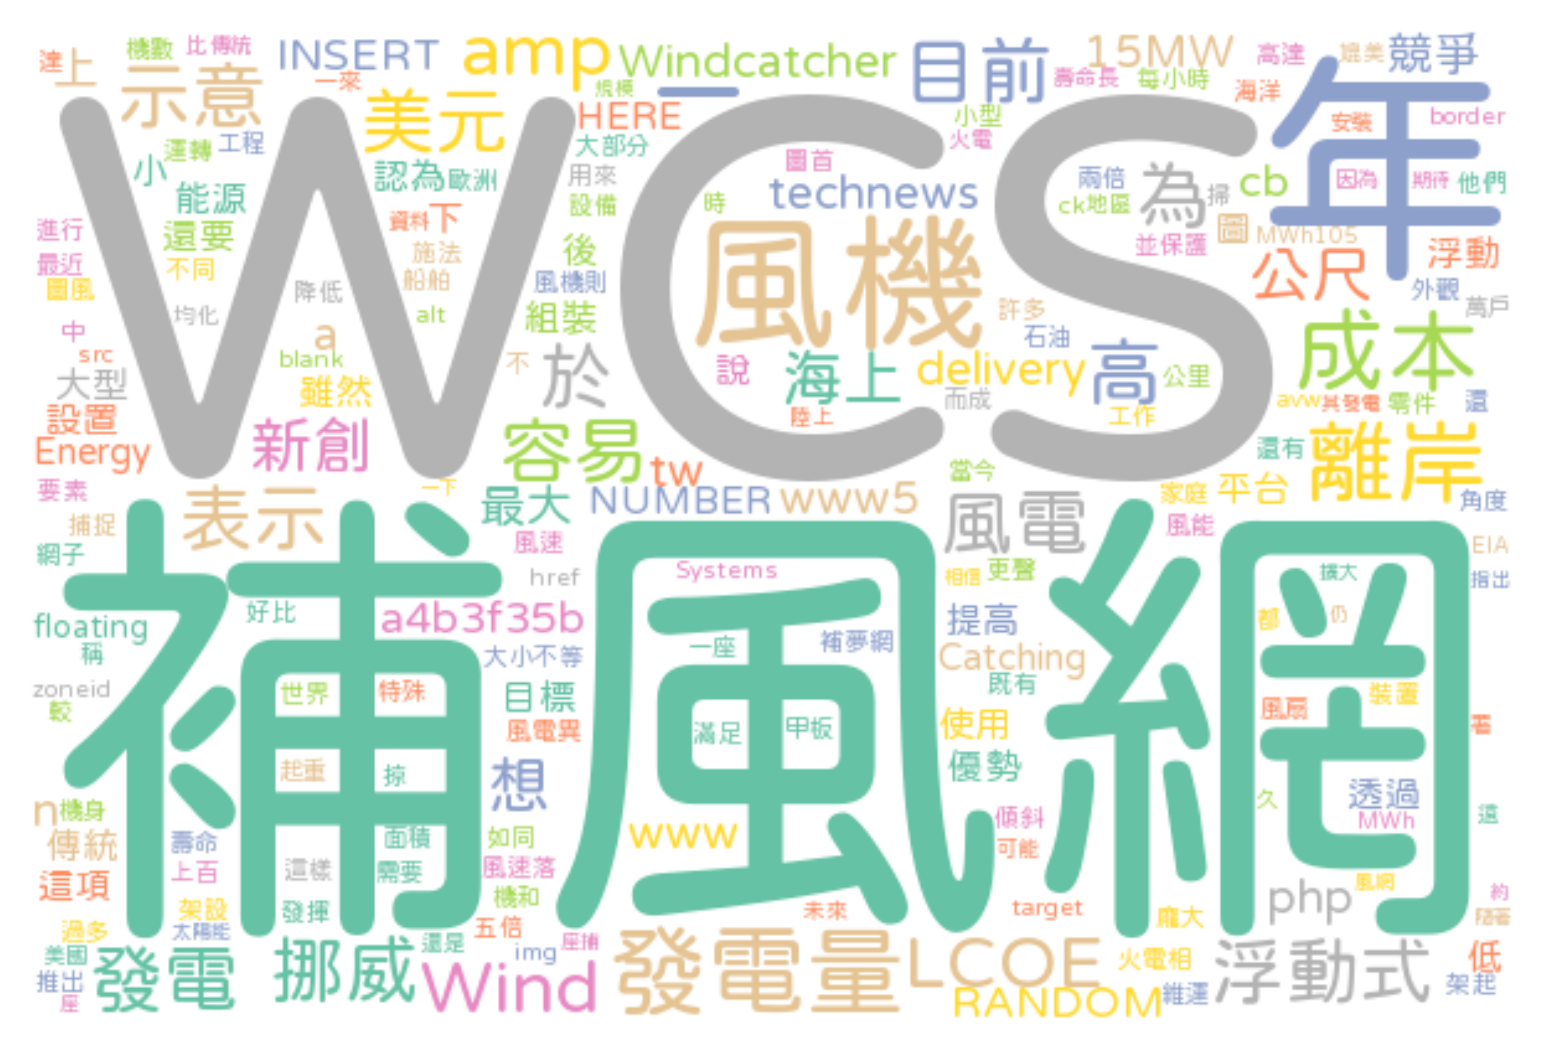 達
上
機數
比傳統
INSERT
一來
amp
Windcatcher
規模
一
目前
15MW
高達
媲美
競爭
示意
美元
HERE
壽命長
每小時
海洋
年
WCS
小型
火電
安裝
border
運轉
工程
大部分
小
能源
認為
歐洲
用來
圖首
technews
兩倍
為
掃
cb
因為
期待
他們
設備
時
ck地區
進行
還要
資料
下
後
風機
並保護
圖
MWh105
浮動
最近
不同
施法
公尺
圖風
船舶
風機則
外觀
均化
降低
alt
組裝
許多
萬戶
中
a
石油
成本
src
blank
不
於
說
海上
delivery
高
公里
大型
雖然
而成
avw
其發電
零件
還
設置
陸上
工作
Energy
新創
容易
tw
還有
離岸
當今
要素
一下
表示
最大
NUMBER
www5
風電
家庭
平台
角度
捕捉
風能
網子
風速
EIA
補風網
href
Systems
相信
更聲
擴大
指出
floating
好比
a4b3f35b
提高
都
仍
稱
一座
補夢網
大小不等
Catching
zoneid
世界
特殊
目標
既有
裝置
較
風電異
滿足
甲板
使用
風扇
署
起重
掠
想
優勢
透過
n
機身
久
MWh
遠
傳統
壽命
面積
如同
www
傾斜
可能
這項
上百
這樣
需要
風速落
機和
php
風網
約
架設
發揮
未來
target
龐大
隨著
過多
太陽能
五倍
美國
還是
座捕
發電
挪威
img
Wind
發電量
LCOE
火電相
浮動式
低
推出
RANDOM
維運
架起
座